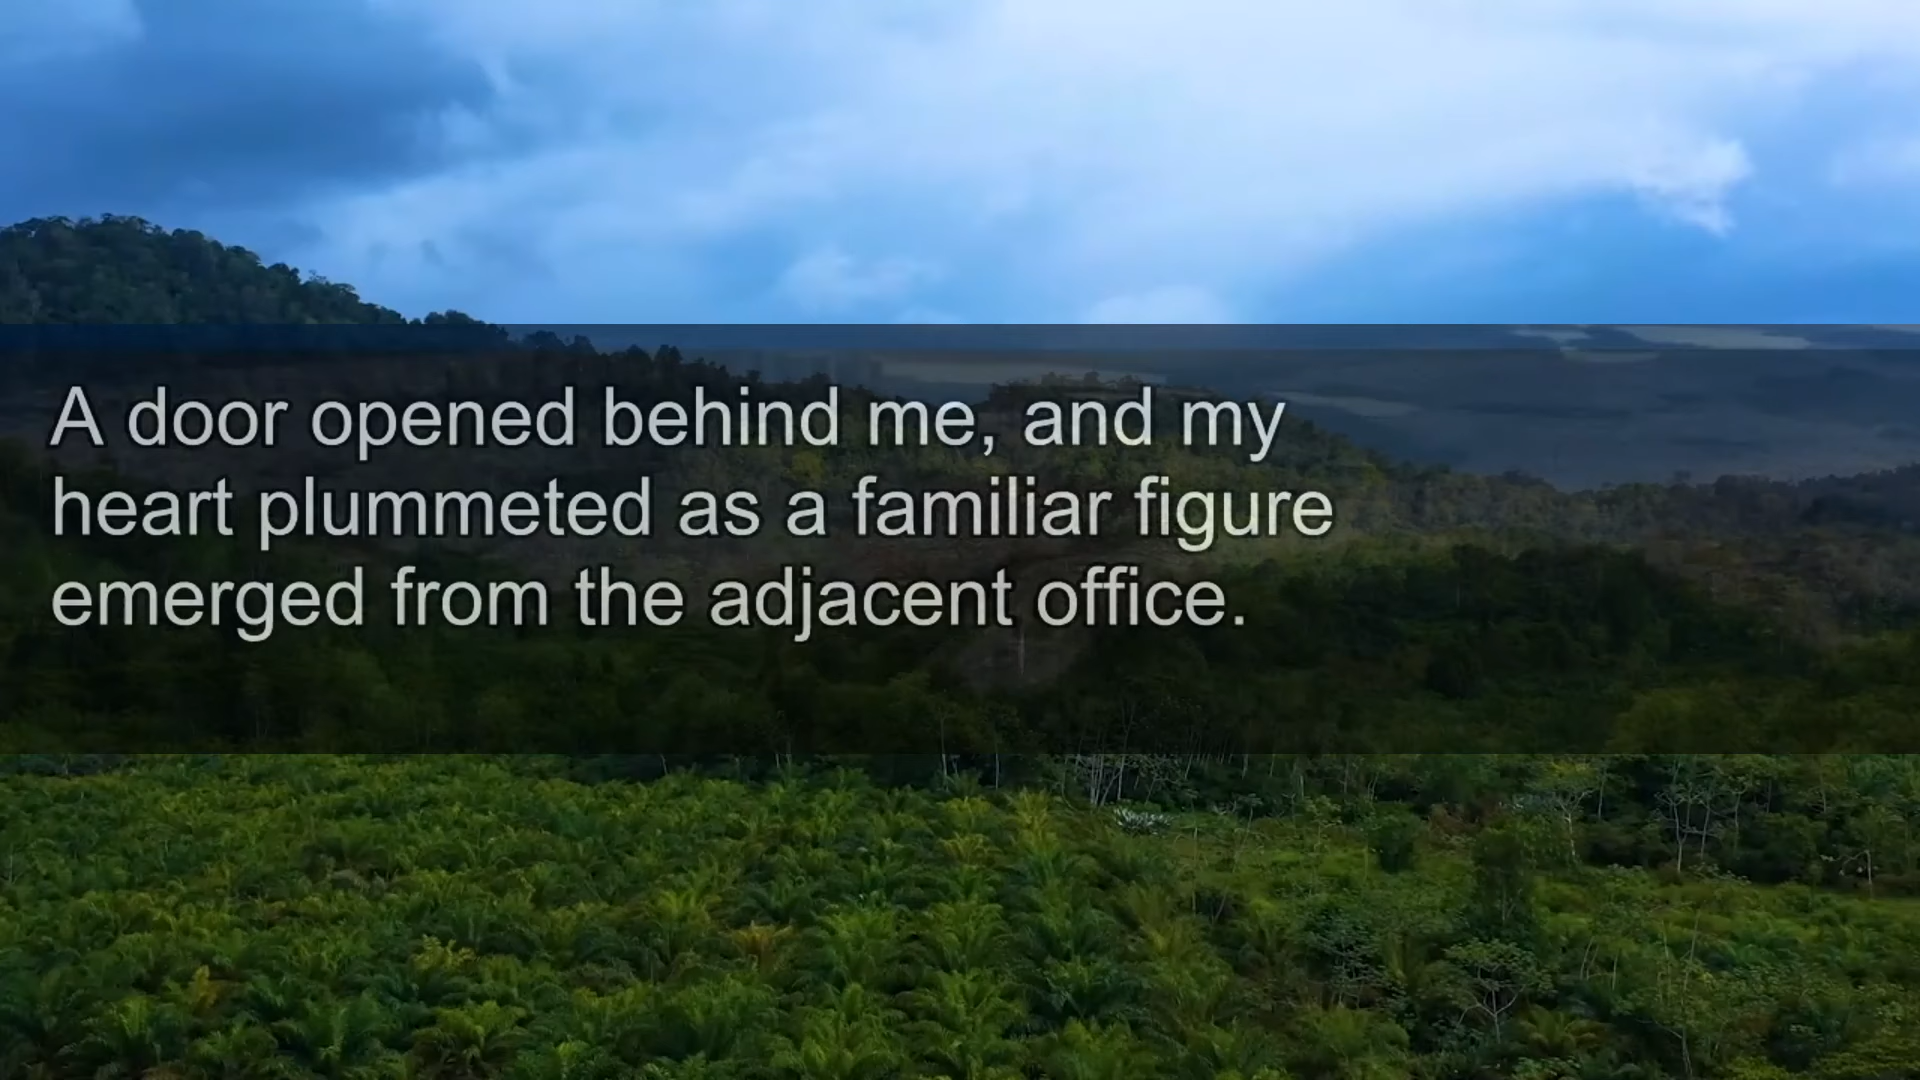 A door opened behind me, and my
heart plummeted as a familiar figure
emerged from the adjacent office.